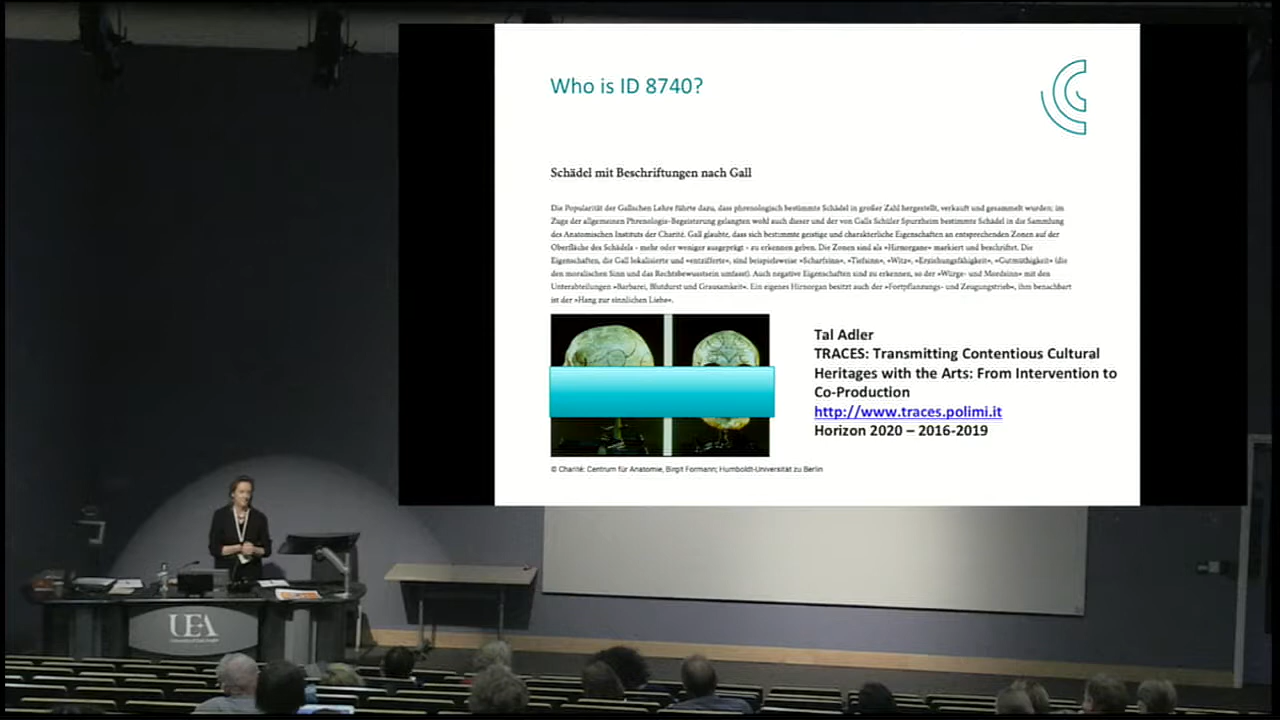 Who is ID 8740?
Schädel mit Beschriftungen nach Gall
Die Popularität der Gallschen Lehre führte dazu, dass phrenologisch bestimmte Schädel in großer Zahl hergestellt, verkauft und gesammelt wurden; im
Zuge der allgemeinen Phrenologie-Begeisterung gelangten wohl auch dieser und der von Galls Schüler Spurzheim bestimmte Schädel in die Sammlung
des Anatomischen Instituts der Charité. Gall glaubte, dass sich bestimmte geistige und charakterliche Eigenschaften an entsprechenden Zonen auf der
Oberfläche des Schädels - mehr oder weniger ausgeprägt - zu erkennen geben. Die Zonen sind als »Hirnorgane« markiert und beschriftet. Die
Eigenschaften, die Gall lokalisierte und »entzifferte«, sind beispielsweise »Scharfsinn«, »Tiefsinn«, »Witz«, »Erziehungsfähigkeit«, »Gutmüthigkeit« (die
den moralischen Sinn und das Rechtsbewusstsein umfasst). Auch negative Eigenschaften sind zu erkennen, so der »Würge- und Mordsinn« mit den
Unterabteilungen »Barbarei, Blutdurst und Grausamkeit«. Ein eigenes Hirnorgan besitzt auch der »Fortpflanzungs- und Zeugungstrieb«, ihm benachbart
ist der »Hang zur sinnlichen Liebe«.
Tal Adler
TRACES: Transmitting Contentious Cultural
Heritages with the Arts: From Intervention to
Co-Production
http://www.traces.polimi.it
Horizon 2020 – 2016-2019
© Charité: Centrum für Anatomie, Birgit Formann; Humboldt-Universität zu Berlin
UEA
University of East Anglia